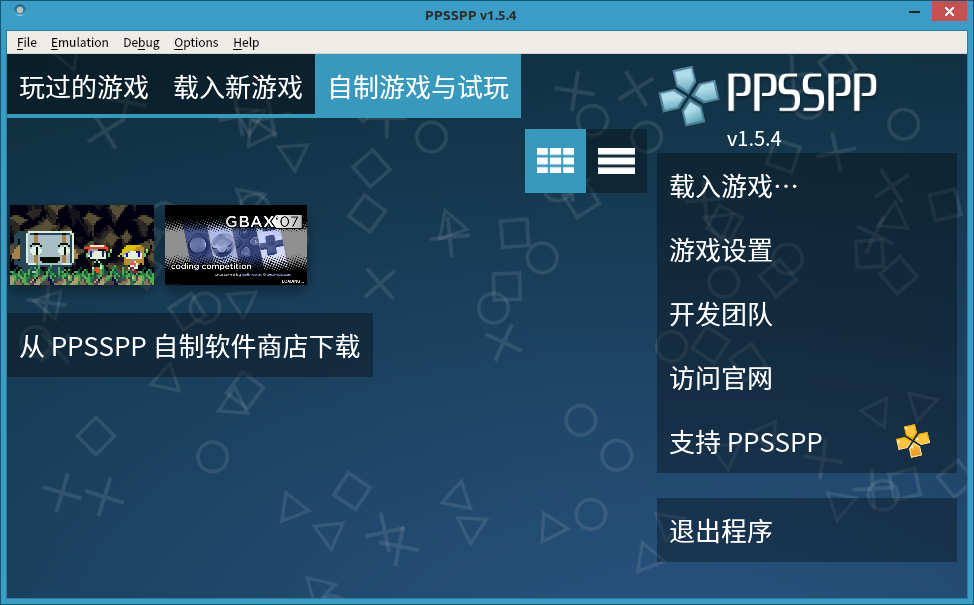 PPSSPP v1.5.4
File Emulation Debug Options Help
玩过的游戏 载入新游戏 自制游戏与试玩
PPSSPP
v1.5.4
载入游戏…
游戏设置
开发团队
访问官网
支持 PPSSPP
退出程序
GBAX 07
coding competition
LOADING...
从 PPSSPP 自制软件商店下载